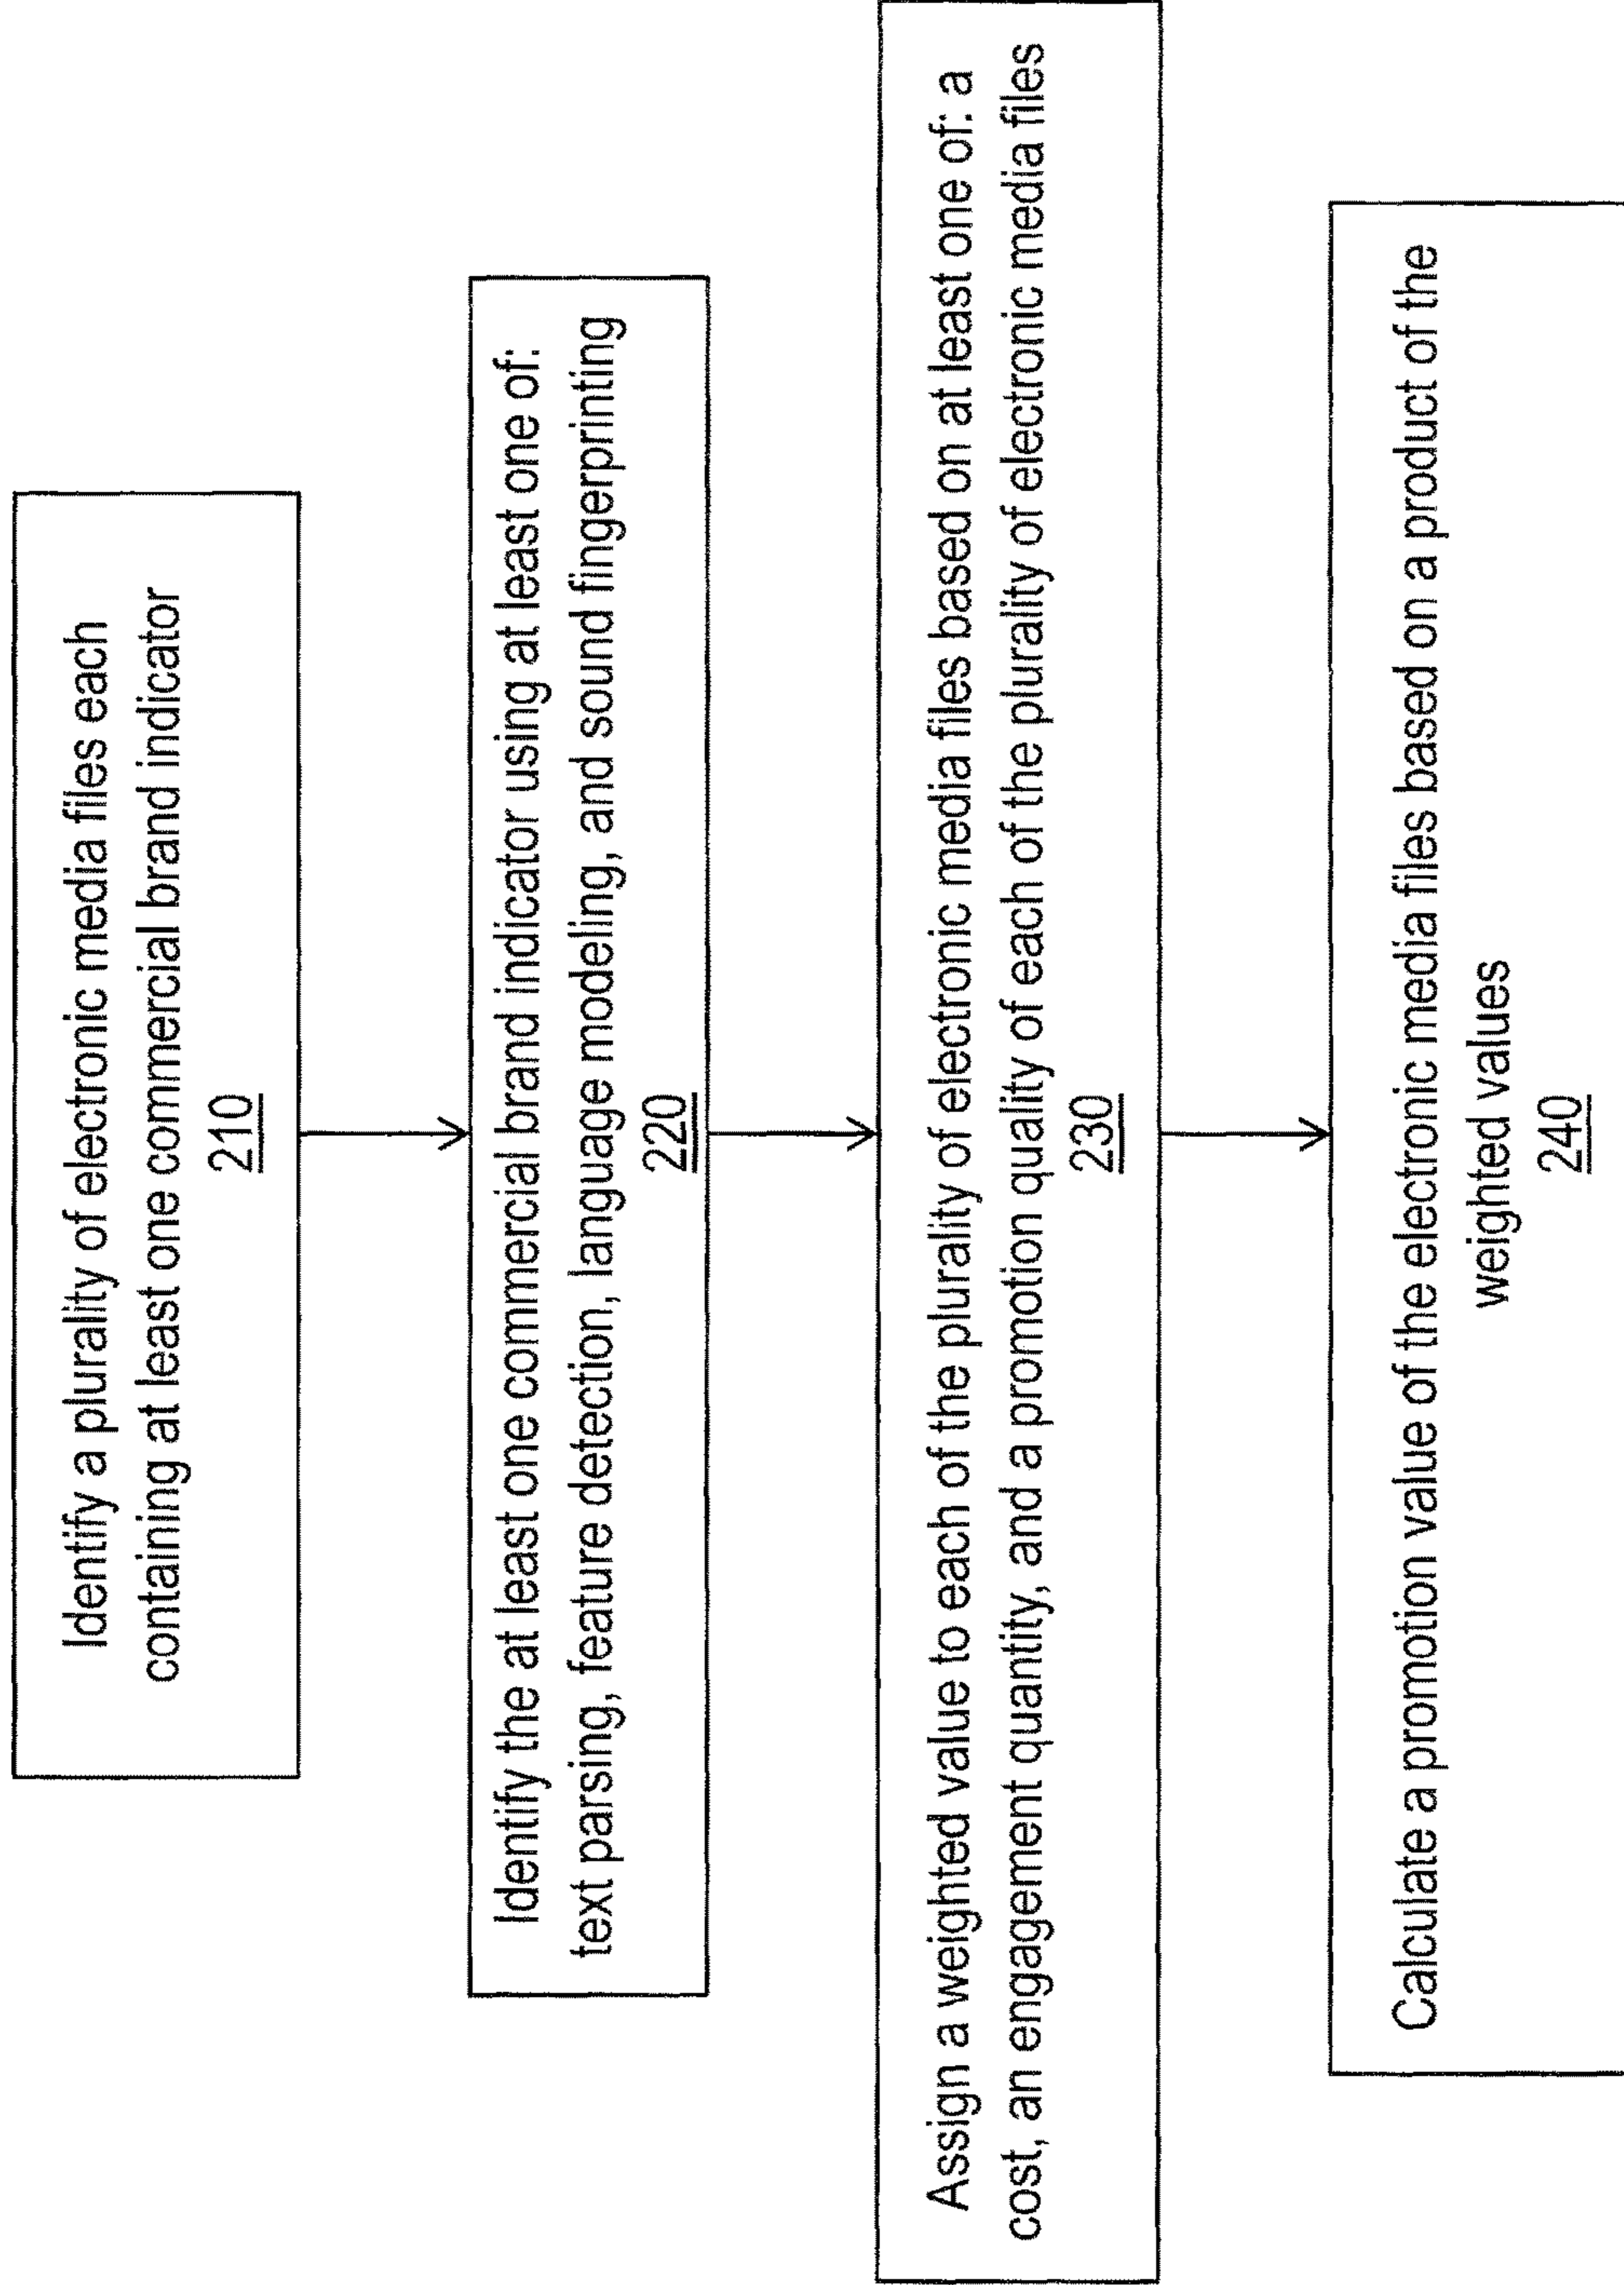 Identify a plurality of electronic media files each
containing at least one commercial brand indicator
210
Identify the at least one commercial brand indicator using at least one of:
text parsing, feature detection, language modeling, and sound fingerprinting
220
Assign a weighted value to each of the plurality of electronic media files based on at least one of: a
cost, an engagement quantity, and a promotion quality of each of the plurality of electronic media files
230
Calculate a promotion value of the electronic media files based on a product of the
weighted values
240